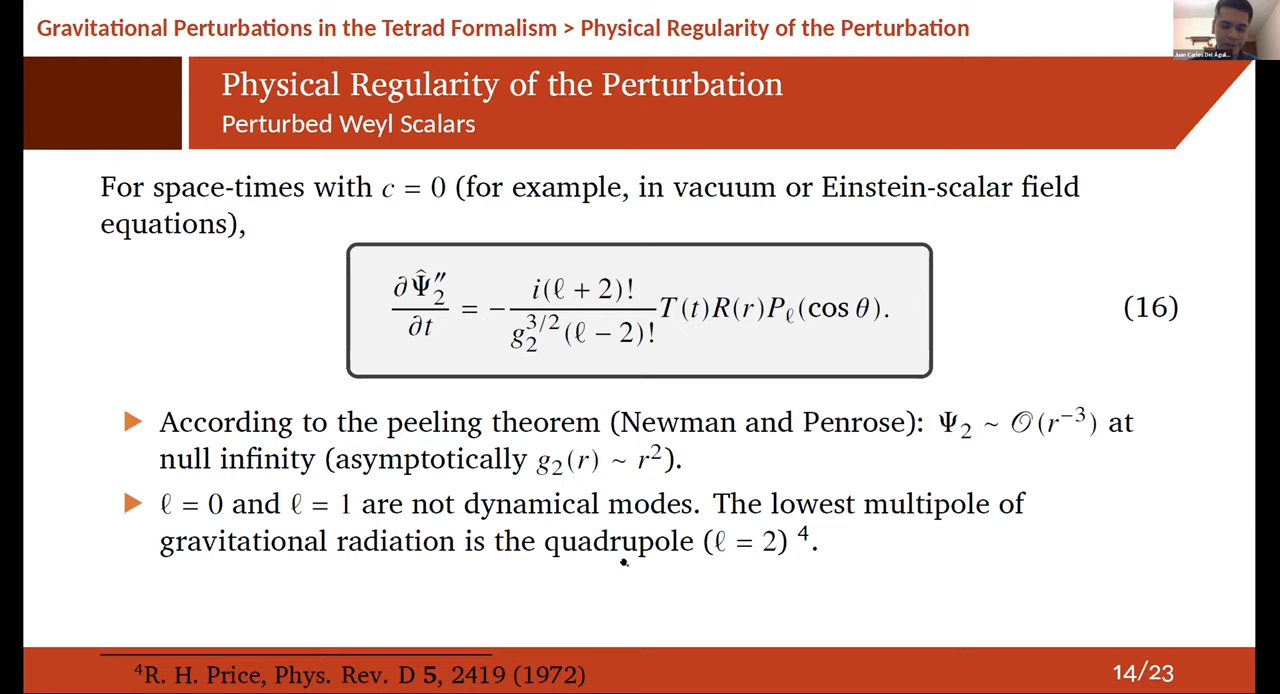 Gravitational Perturbations in the Tetrad Formalism > Physical Regularity of the Perturbation
Physical Regularity of the Perturbation
Perturbed Weyl Scalars
For space-times with c = 0 (for example, in vacuum or Einstein-scalar field
equations),
∂Ψ̂₂″/∂t = − i(ℓ + 2)!/(g₂^{3/2}(ℓ − 2)!) T(t)R(r)P_ℓ(cos θ). (16)
▶ According to the peeling theorem (Newman and Penrose): Ψ₂ ~ 𝒪(r⁻³) at
null infinity (asymptotically g₂(r) ~ r²).
▶ ℓ = 0 and ℓ = 1 are not dynamical modes. The lowest multipole of
gravitational radiation is the quadrupole (ℓ = 2) ⁴.
⁴R. H. Price, Phys. Rev. D 5, 2419 (1972)
14/23